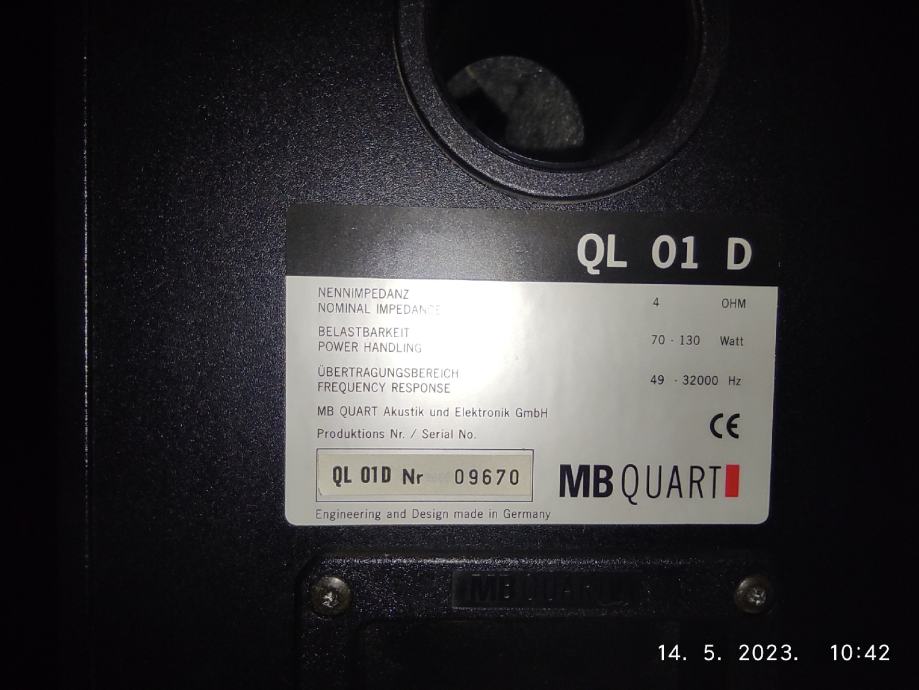 QL 01 D
NENNIMPEDANZ
NOMINAL IMPEDANCE 4 OHM
BELASTBARKEIT
POWER HANDLING 70 - 130 Watt
ÜBERTRAGUNGSBEREICH
FREQUENCY RESPONSE 49 - 32000 Hz
MB QUART Akustik und Elektronik GmbH
CE
Produktions Nr. / Serial No.
QL 01D Nr 09670
MB QUART
Engineering and Design made in Germany
MB QUART
14. 5. 2023. 10:42